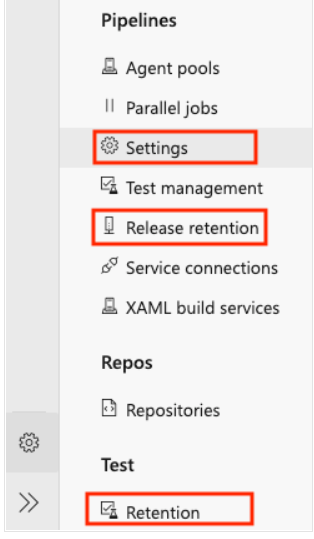 Pipelines
Agent pools
Parallel jobs
Settings
Test management
Release retention
Service connections
XAML build services
Repos
Repositories
Test
Retention